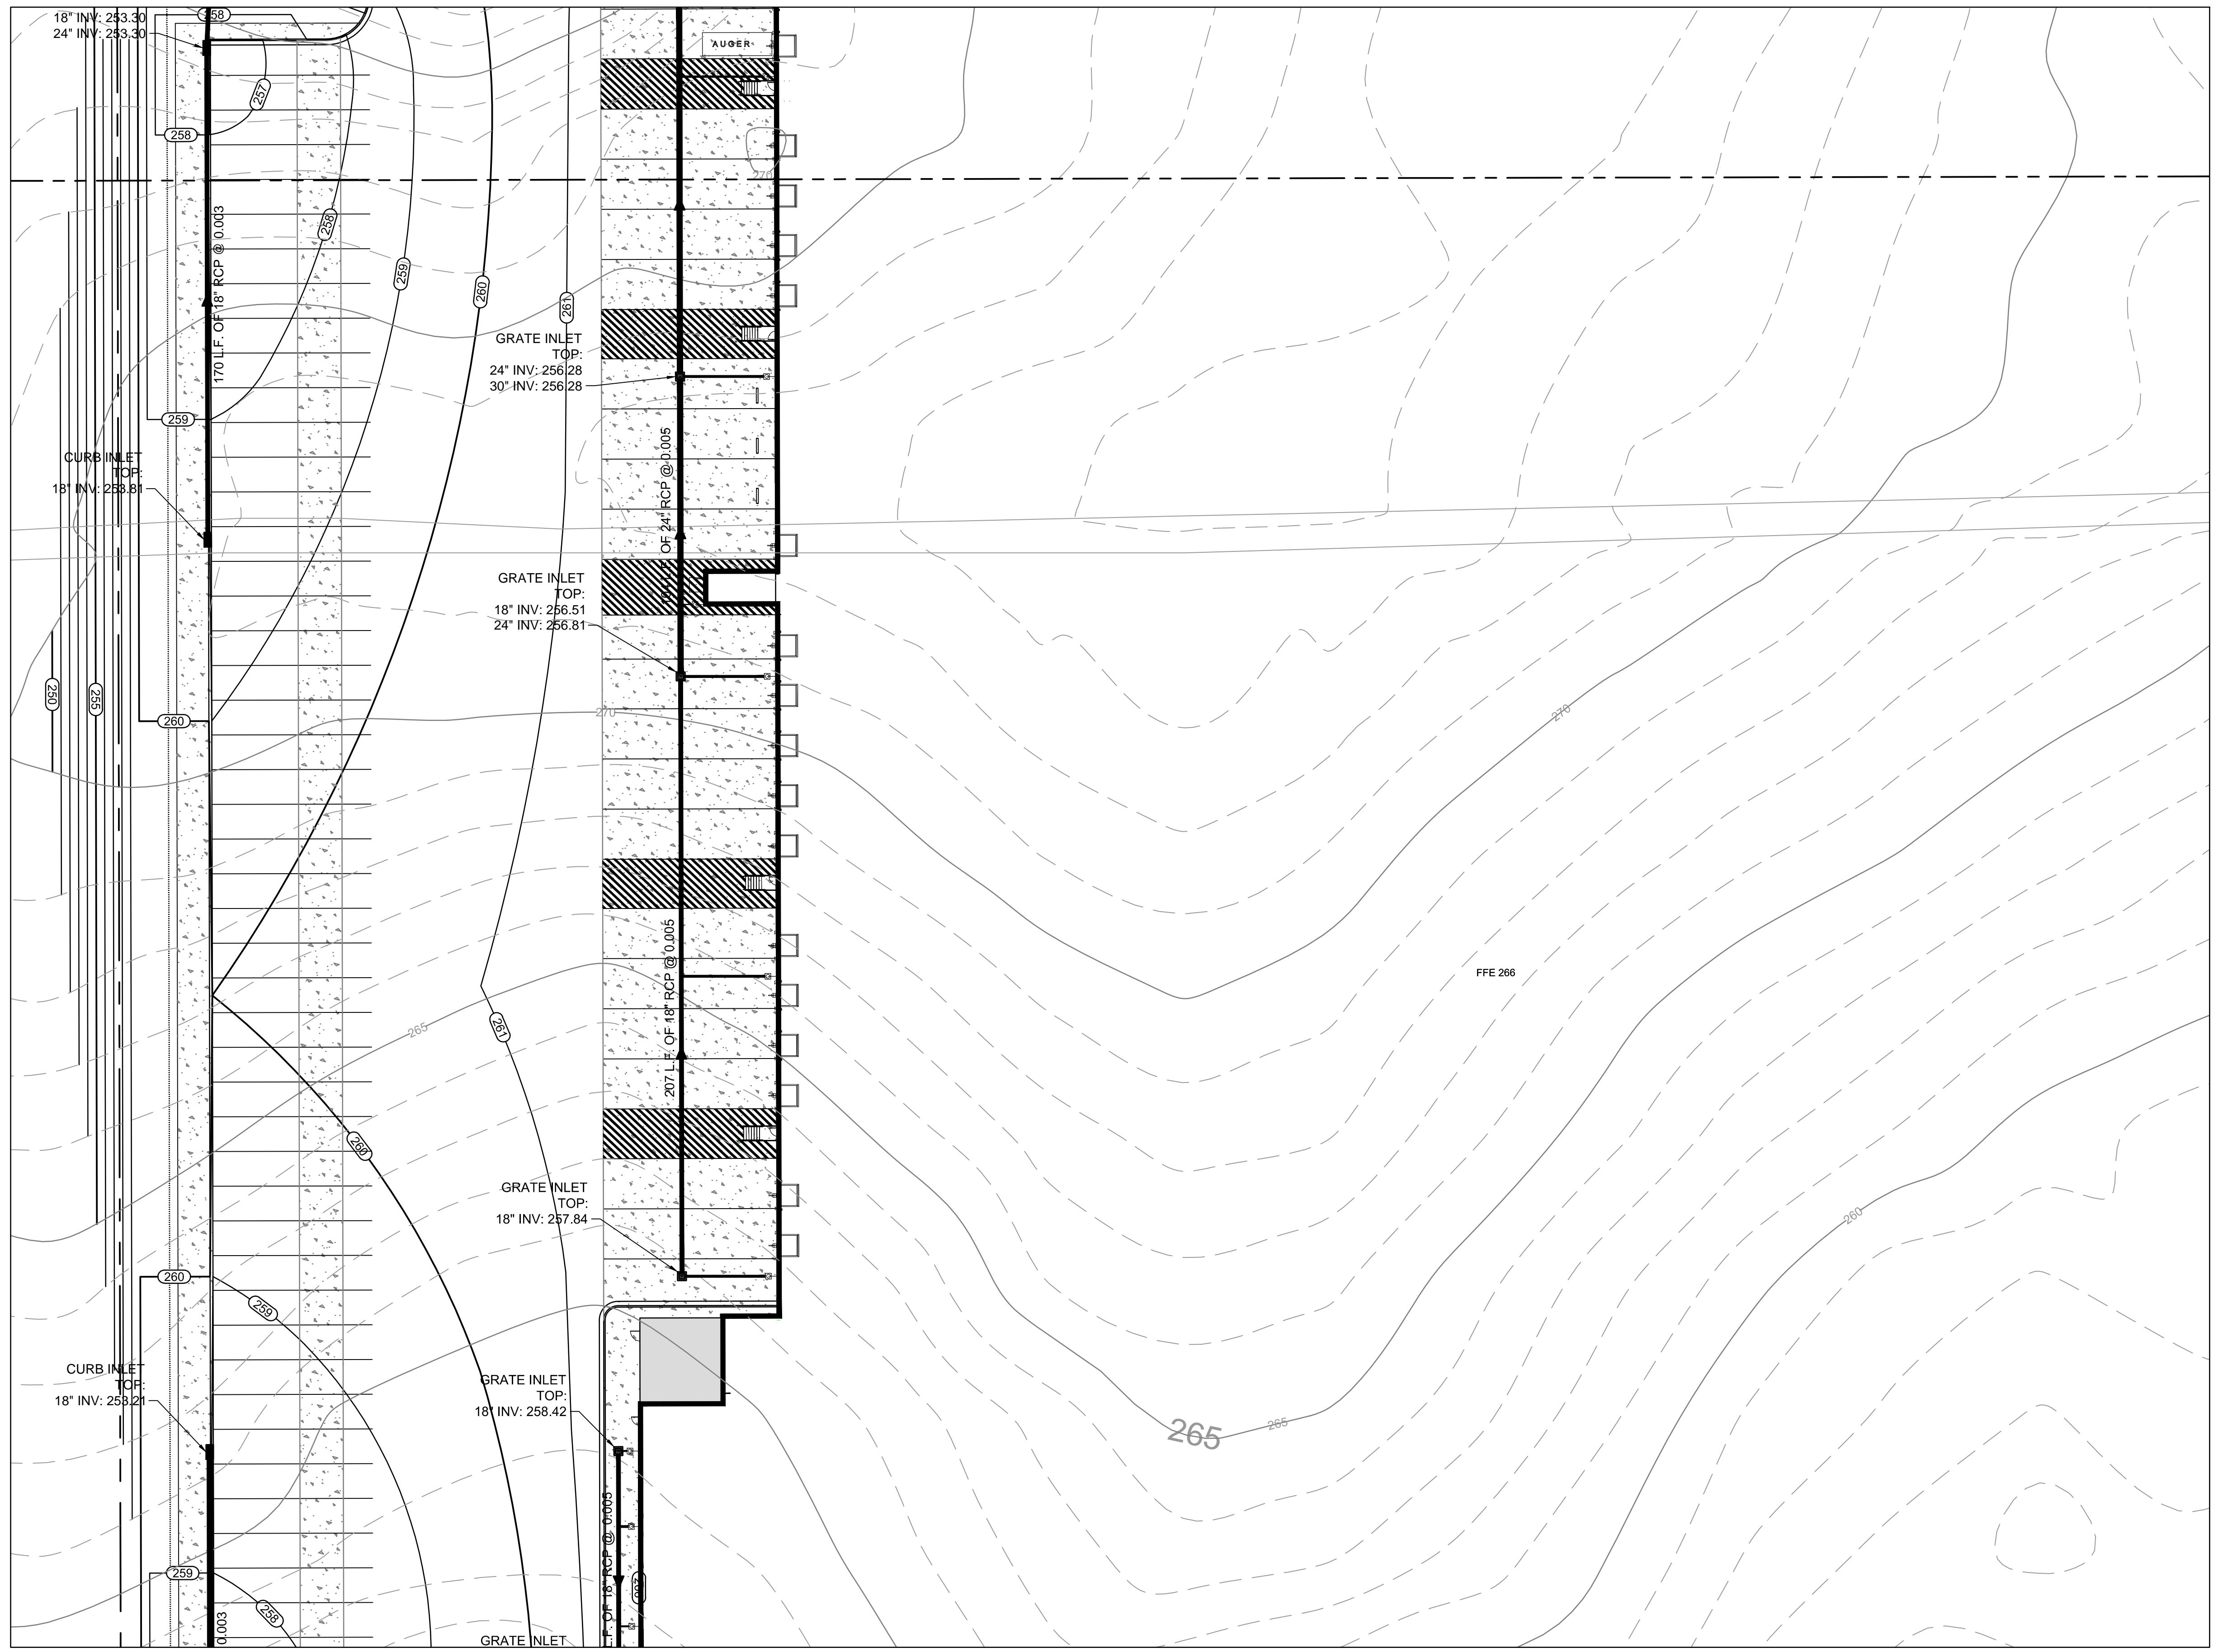 18" INV: 253.30
24" INV: 253.30
258
AUGER
257
258
270
258
170 L.F. OF 18" RCP @ 0.003
259
260
261
GRATE INLET
TOP:
24" INV: 256.28
30" INV: 256.28
259
CURB INLET
TOP:
18" INV: 253.81
L.F. OF 24" RCP @ 0.005
GRATE INLET
TOP:
18" INV: 256.51
24" INV: 256.81
250
255
260
270
270
207 L.F. OF 18" RCP @ 0.005
FFE 266
261
265
260
GRATE INLET
TOP:
18" INV: 257.84
260
260
259
CURB INLET
TOP:
18" INV: 253.21
GRATE INLET
TOP:
18" INV: 258.42
265
265
L.F. OF 18" RCP @ 0.005
259
258
0.003
GRATE INLET